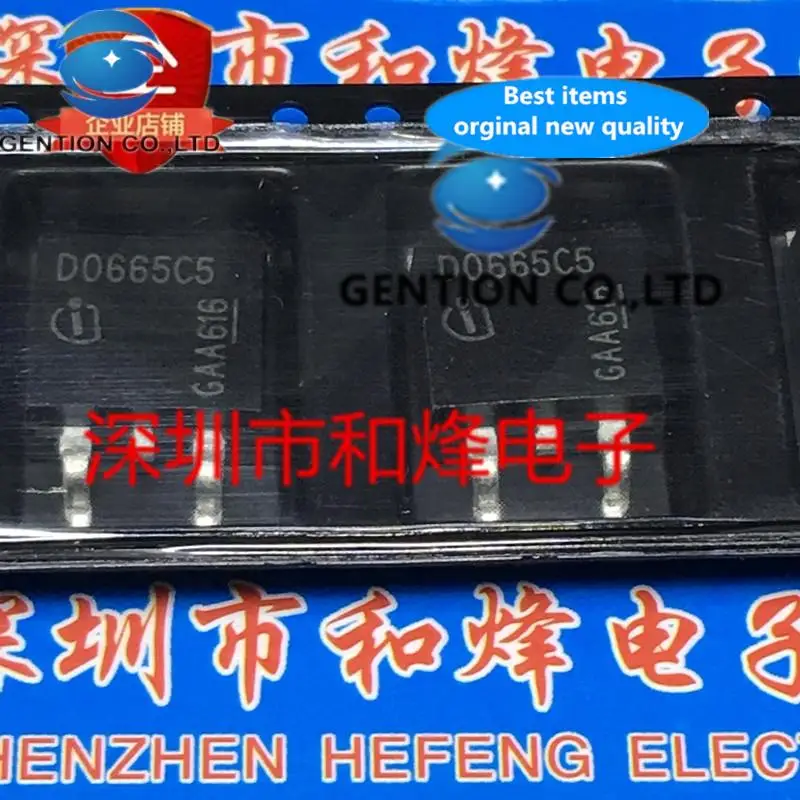 深圳市和烽电子
企业店铺
GENTION CO.,LTD
Best items
orginal new quality
D0665C5
GAA616
D0665C5
GAA616
GENTION CO.,LTD
深圳市和烽电子
深圳市和烽电子
SHENZHEN HEFENG ELECT